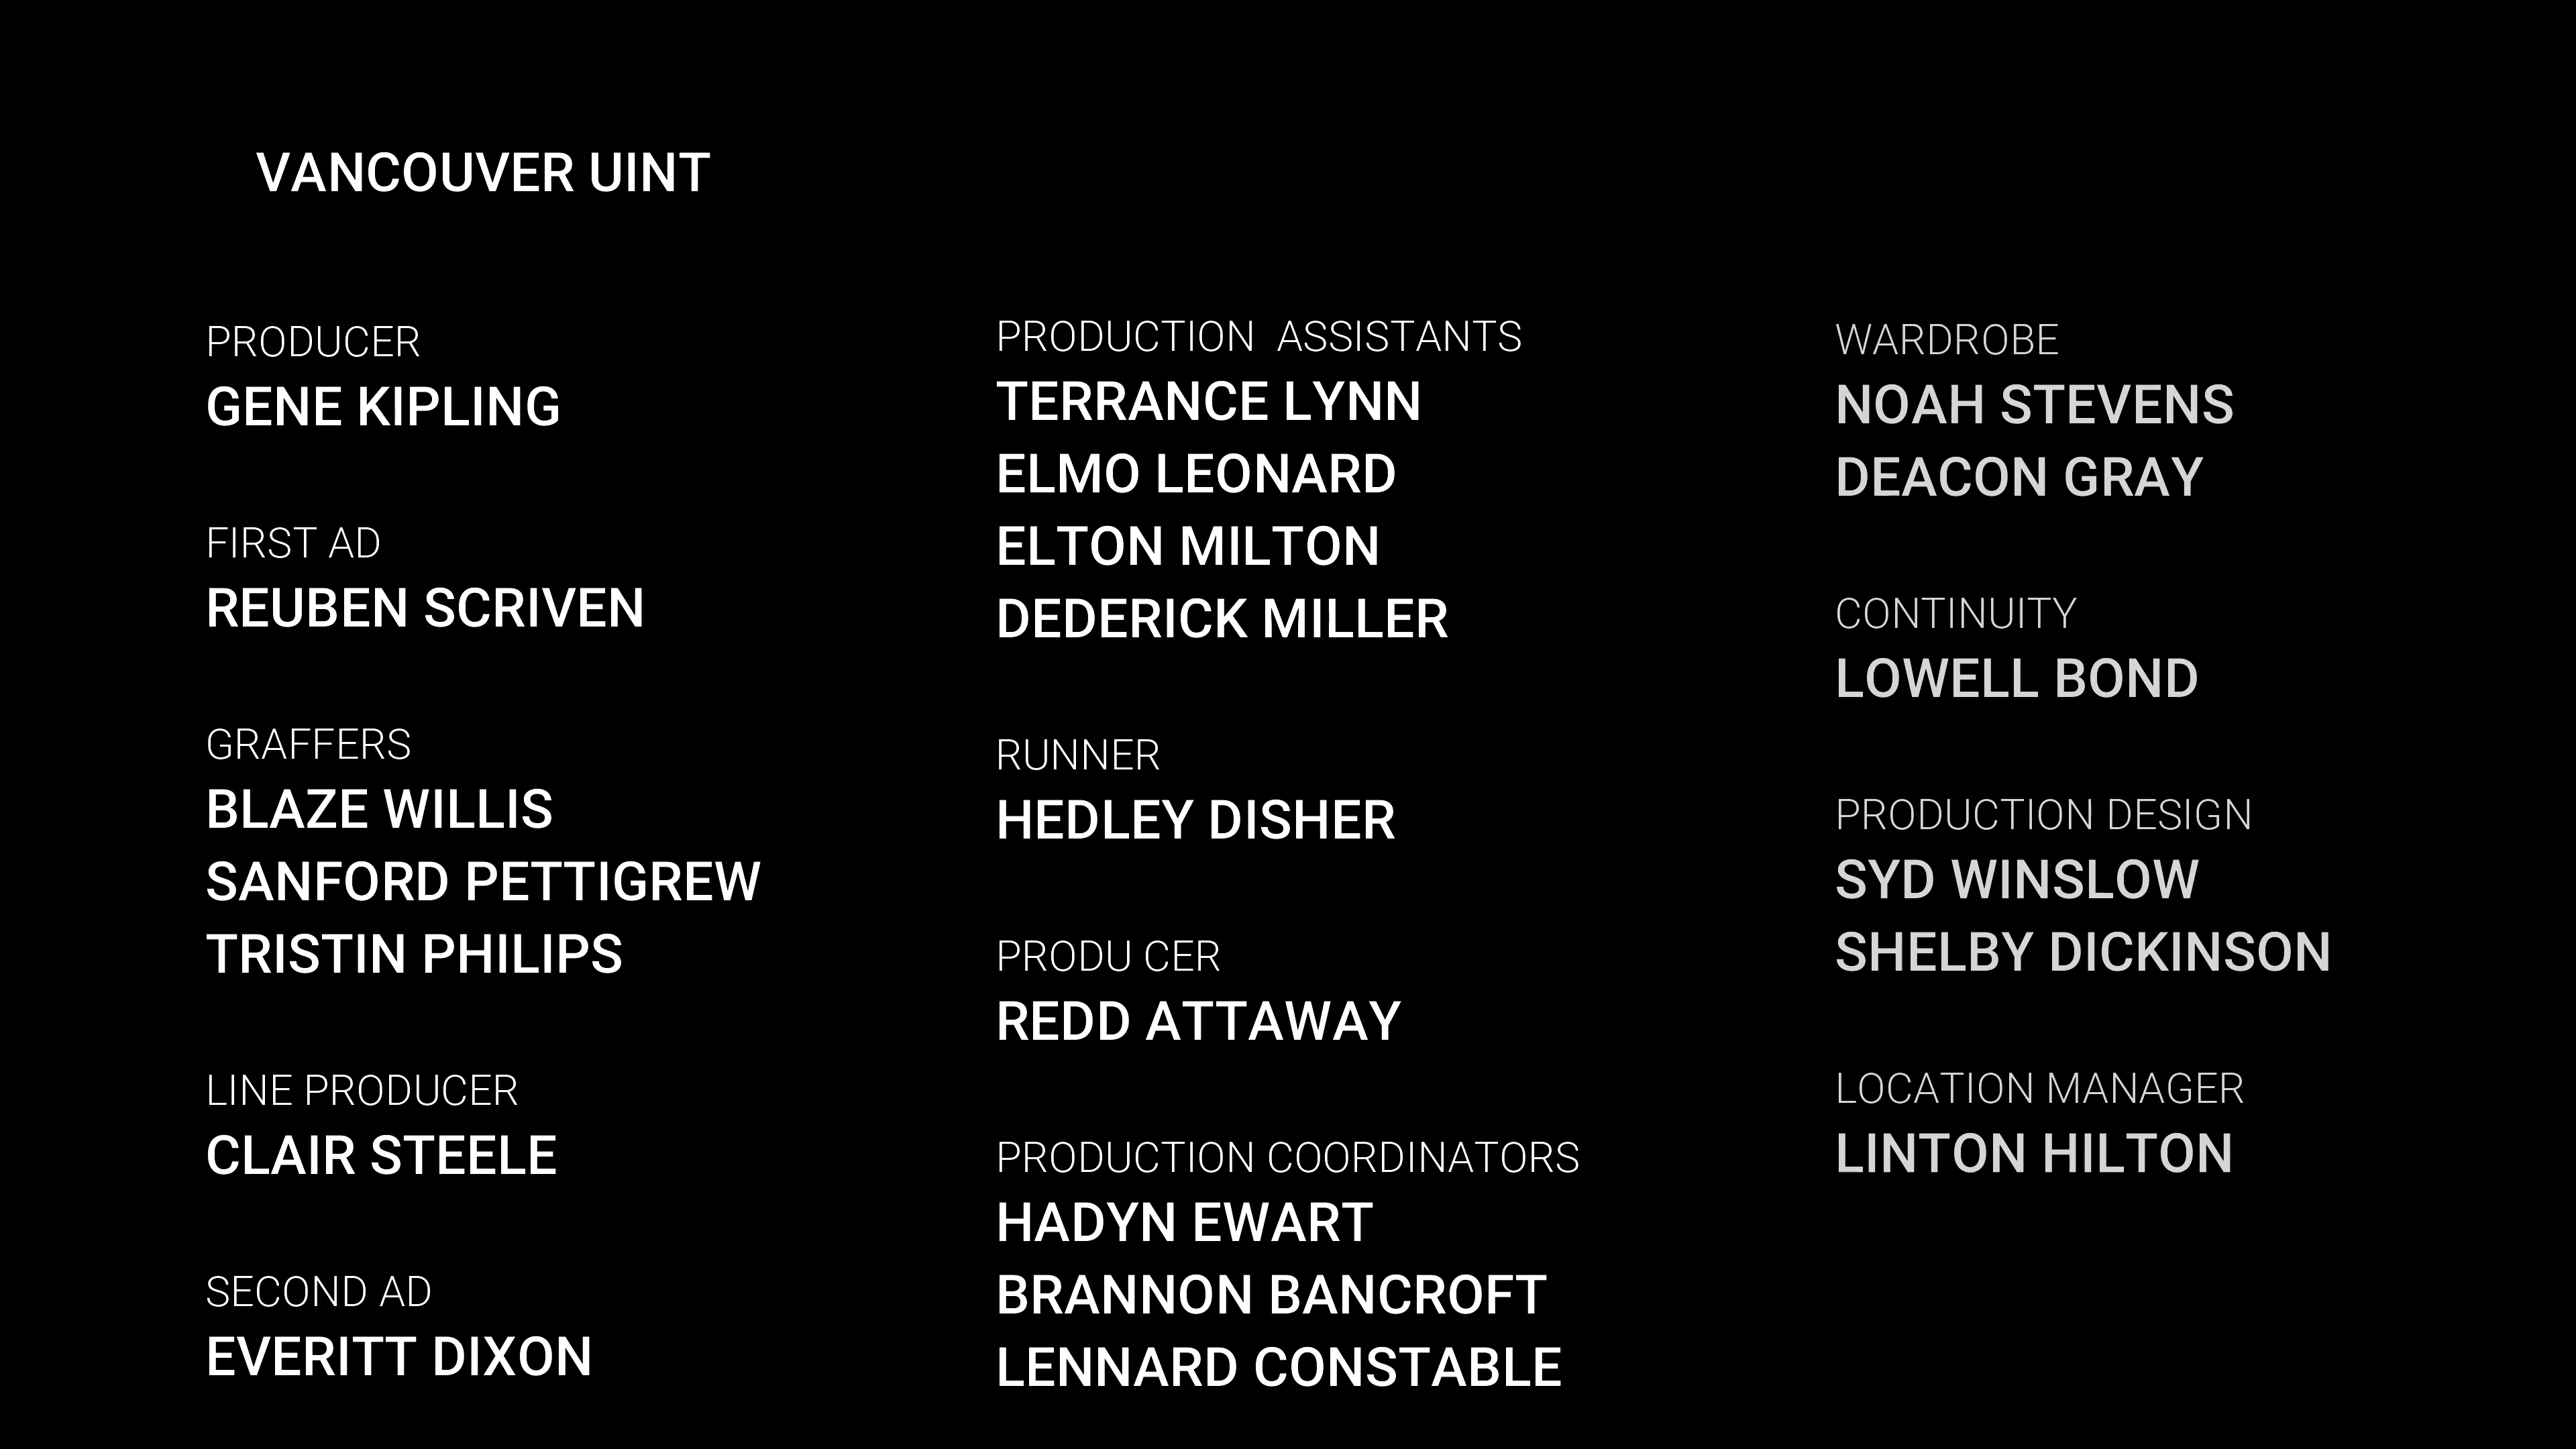 VANCOUVER UINT
PRODUCER
GENE KIPLING
FIRST AD
REUBEN SCRIVEN
GRAFFERS
BLAZE WILLIS
SANFORD PETTIGREW
TRISTIN PHILIPS
LINE PRODUCER
CLAIR STEELE
SECOND AD
EVERITT DIXON
PRODUCTION  ASSISTANTS
TERRANCE LYNN
ELMO LEONARD
ELTON MILTON
DEDERICK MILLER
RUNNER
HEDLEY DISHER
PRODU CER
REDD ATTAWAY
PRODUCTION COORDINATORS
HADYN EWART
BRANNON BANCROFT
LENNARD CONSTABLE
WARDROBE
NOAH STEVENS
DEACON GRAY
CONTINUITY
LOWELL BOND
PRODUCTION DESIGN
SYD WINSLOW
SHELBY DICKINSON
LOCATION MANAGER
LINTON HILTON